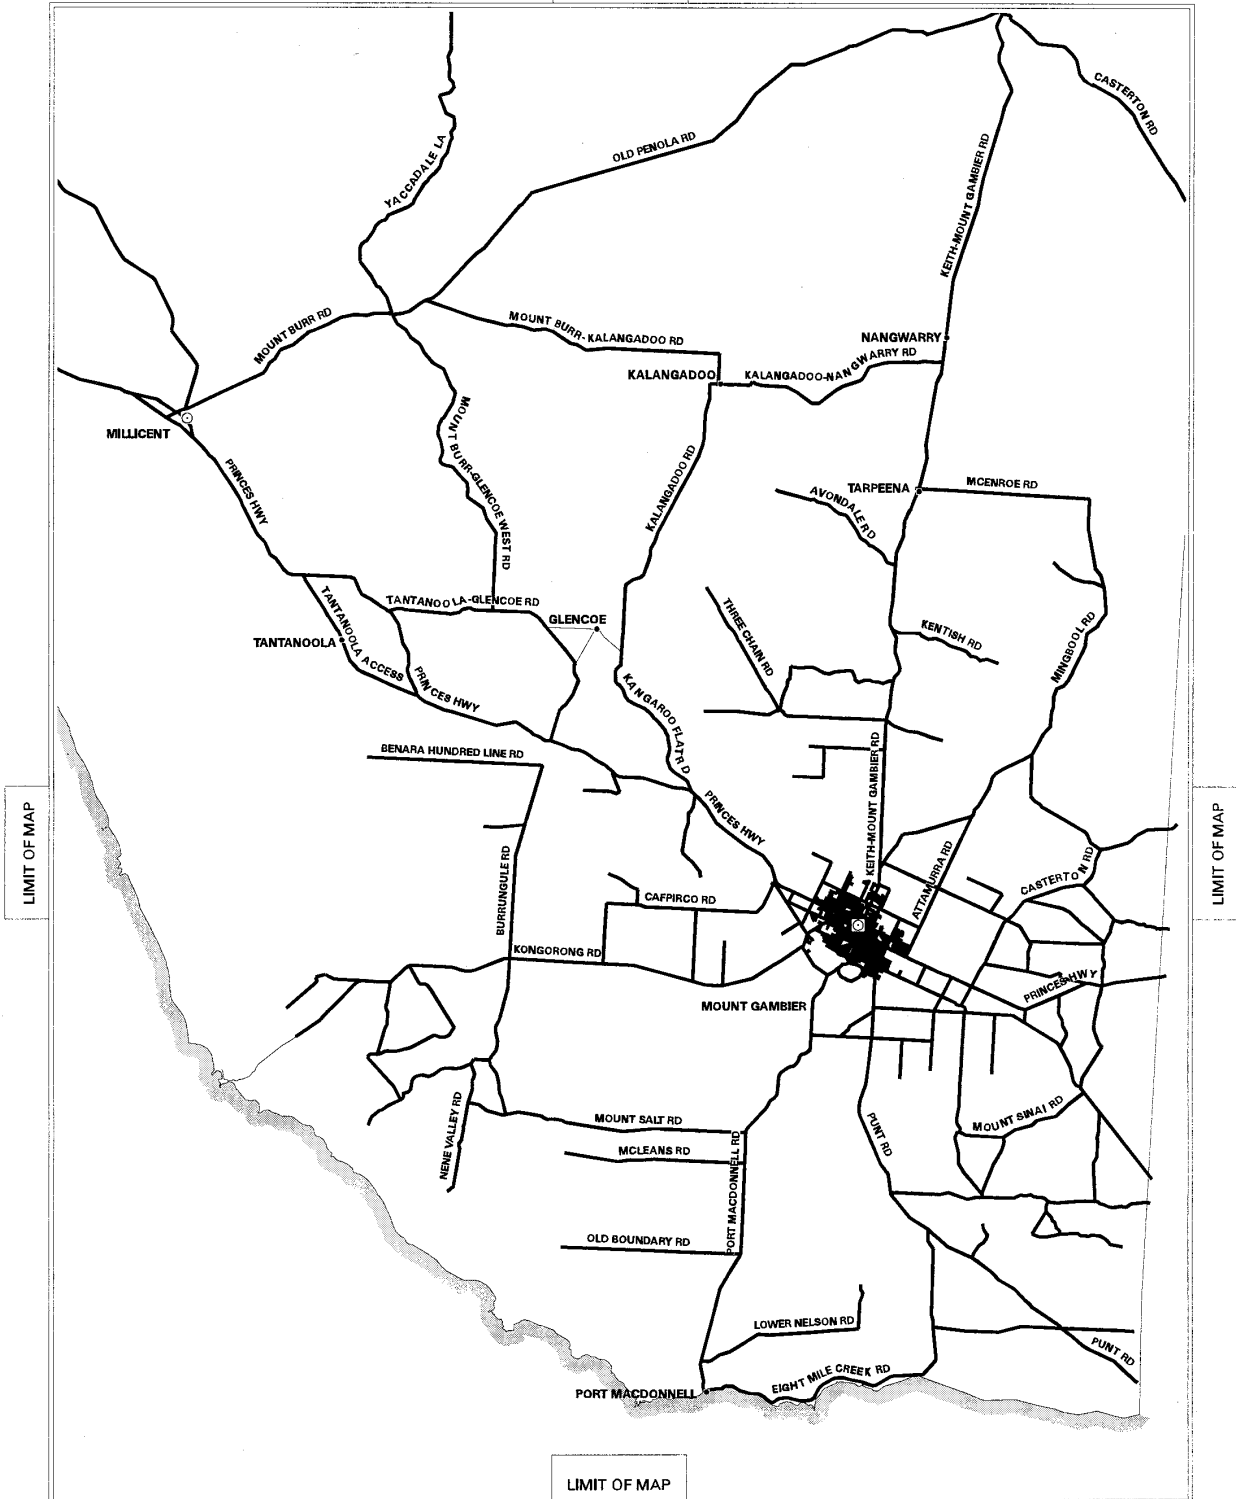 CASTERTON RD
YACCADALE LA
OLD PENOLA RD
KEITH-MOUNT GAMBIER RD
MOUNT BURR RD
MOUNT BURR-KALANGADOO RD
NANGWARRY
KALANGADOO
KALANGADOO-NANGWARRY RD
MILLICENT
MOUNT BURR-GLENCOE WEST RD
PRINCES HWY
KALANGADOO RD
TARPEENA
MCENROE RD
AVONDALE RD
TANTANOOLA-GLENCOE RD
GLENCOE
TANTANOOLA
TANTANOOLA ACCESS
PRINCES HWY
THREE CHAIN RD
KENTISH RD
MINGBOOL RD
KANGAROO FLAT RD
BENARA HUNDRED LINE RD
KEITH-MOUNT GAMBIER RD
PRINCES HWY
LIMIT OF MAP
LIMIT OF MAP
BURRUNGULE RD
ATTAMURRA RD
CASTERTON RD
CAFPIRCO RD
KONGORONG RD
PRINCES HWY
MOUNT GAMBIER
NENE VALLEY RD
MOUNT SALT RD
MCLEANS RD
PORT MACDONNELL RD
PUNT RD
MOUNT SINAI RD
OLD BOUNDARY RD
LOWER NELSON RD
PUNT RD
EIGHT MILE CREEK RD
PORT MACDONNELL
LIMIT OF MAP